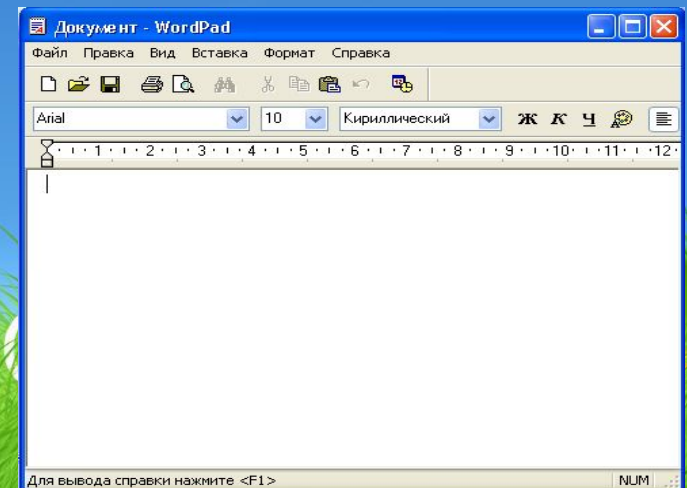 Документ - WordPad
Файл Правка Вид Вставка Формат Справка
Arial 10 Кириллический Ж К Ч
1 2 3 4 5 6 7 8 9 10 11 12
Для вывода справки нажмите <F1> NUM